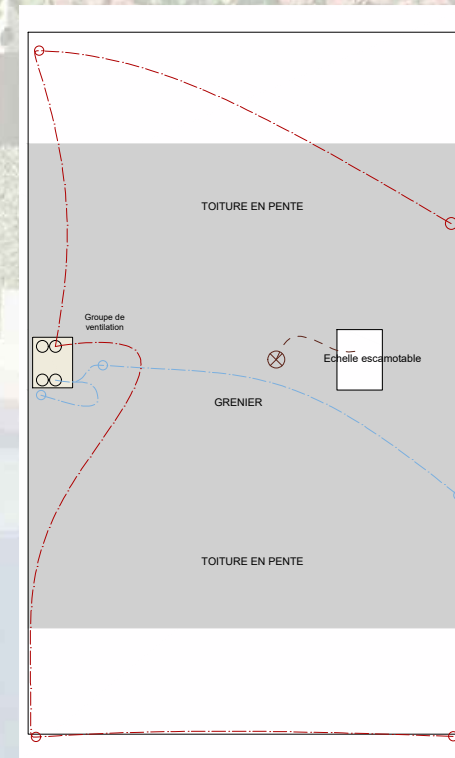 TOITURE EN PENTE
Groupe de
ventilation
Echelle escamotable
GRENIER
TOITURE EN PENTE